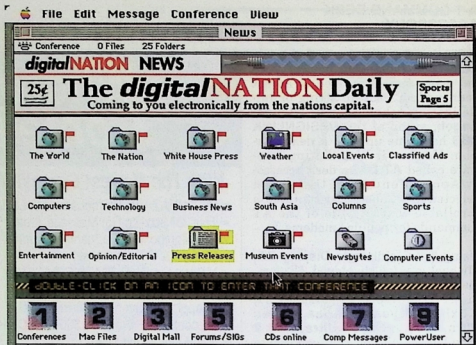 File Edit Message Conference View
News
Conference 0 Files 25 Folders
digitalNATION NEWS
25¢ The digitalNATION Daily Sports Page 5
Coming to you electronically from the nations capital.
The World The Nation White House Press Weather Local Events Classified Ads
Computers Technology Business News South Asia Columns Sports
Entertainment Opinion/Editorial Press Releases Museum Events Newsbytes Computer Events
DOUBLE-CLICK ON AN ICON TO ENTER THAT CONFERENCE
1 2 3 5 6 7 9
Conferences Mac Files Digital Mall Forums/SIGs CDs online Comp Messages PowerUser